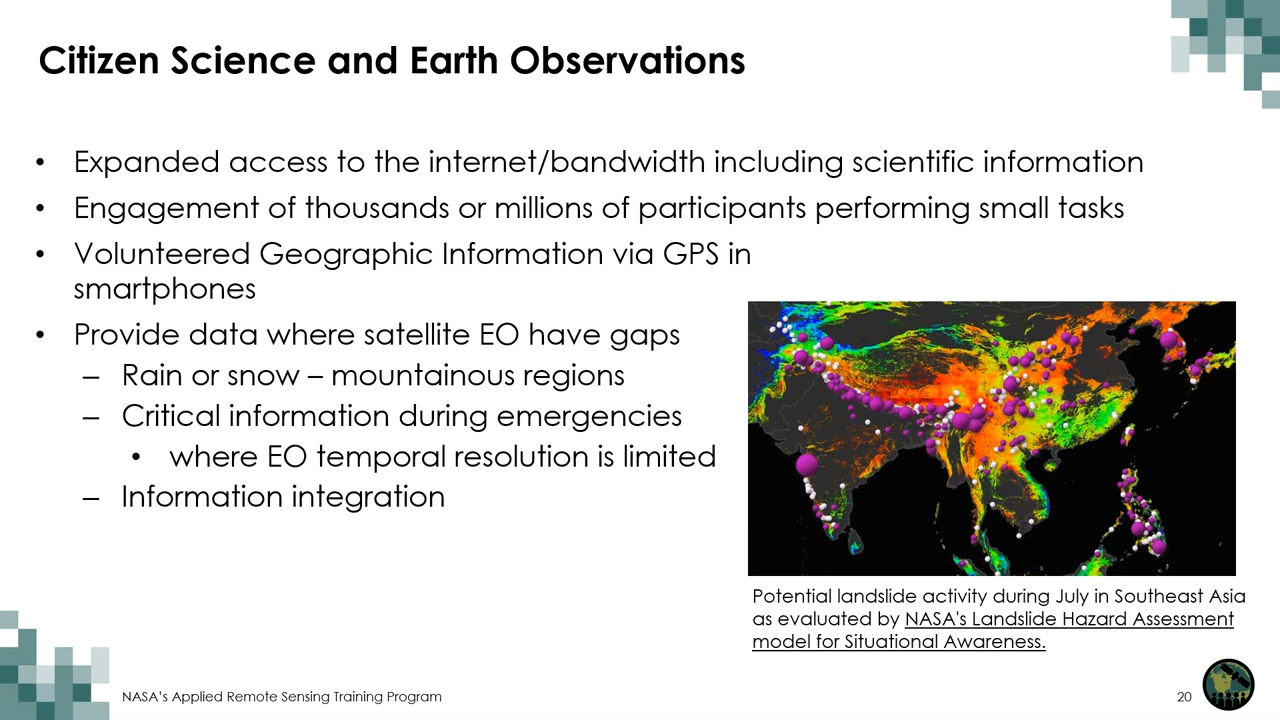 Citizen Science and Earth Observations
• Expanded access to the internet/bandwidth including scientific information
• Engagement of thousands or millions of participants performing small tasks
• Volunteered Geographic Information via GPS in
smartphones
• Provide data where satellite EO have gaps
– Rain or snow – mountainous regions
– Critical information during emergencies
• where EO temporal resolution is limited
– Information integration
Potential landslide activity during July in Southeast Asia
as evaluated by NASA's Landslide Hazard Assessment
model for Situational Awareness.
NASA's Applied Remote Sensing Training Program
20